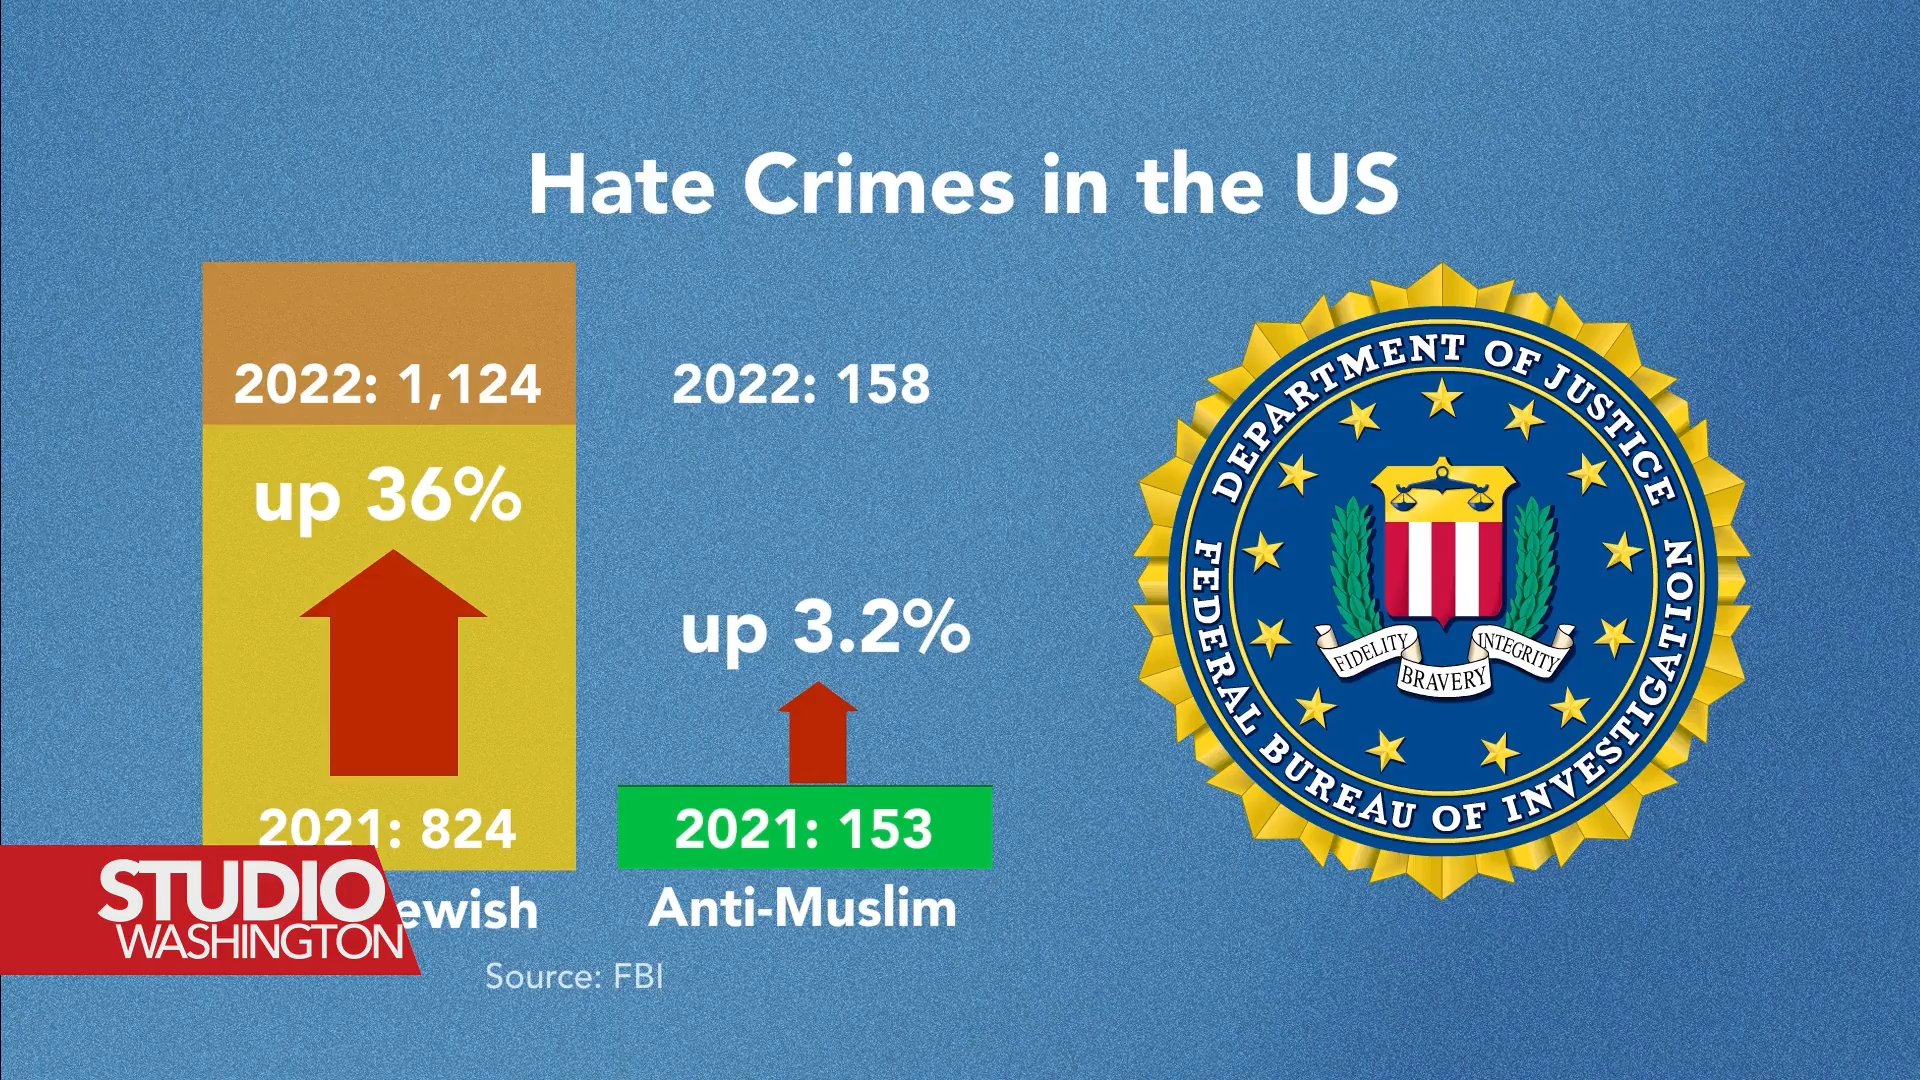 Hate Crimes in the US
2022: 1,124
up 36%
2021: 824
ewish
2022: 158
up 3.2%
2021: 153
Anti-Muslim
Source: FBI
STUDIO
WASHINGTON
DEPARTMENT OF JUSTICE
FEDERAL BUREAU OF INVESTIGATION
FIDELITY
BRAVERY
INTEGRITY